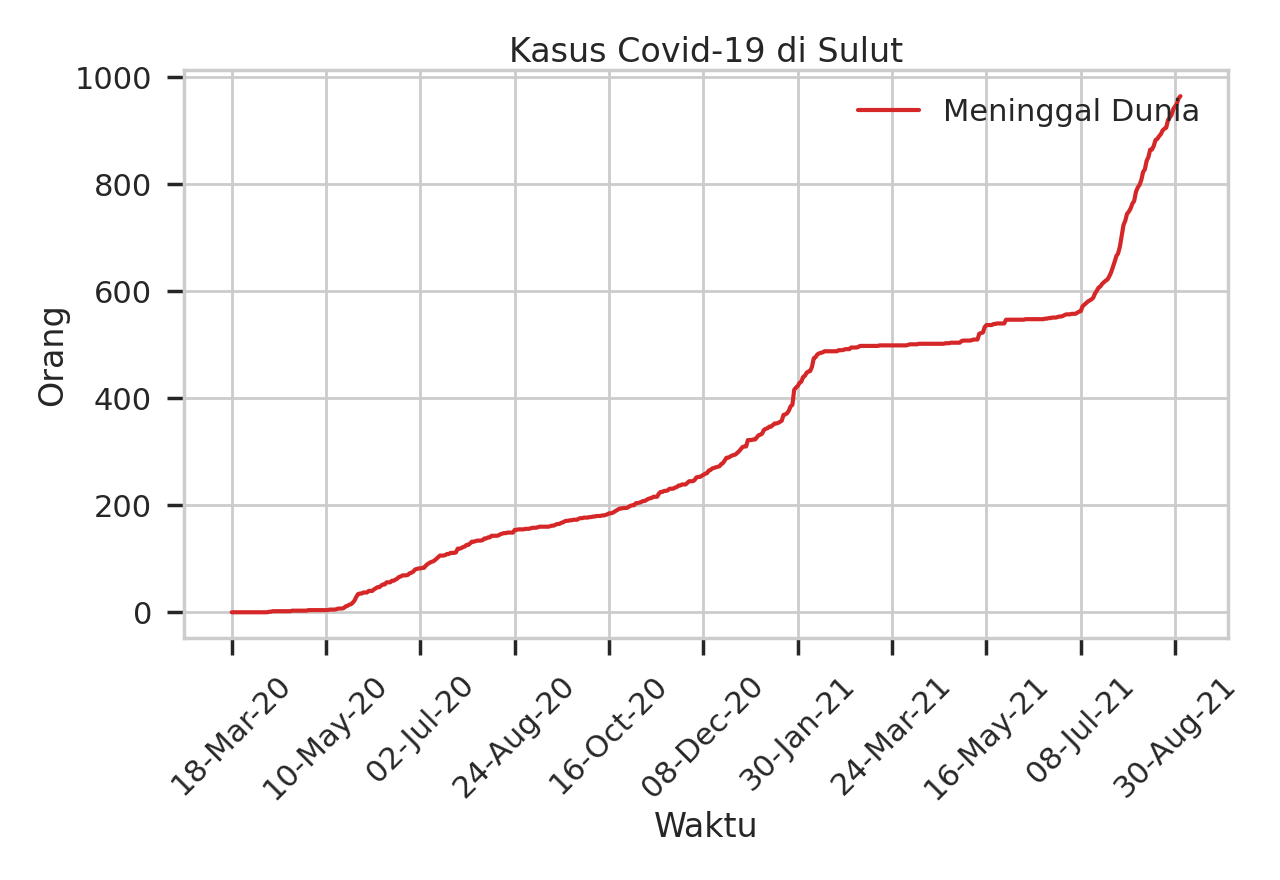 Kasus Covid-19 di Sulut
Meninggal Dunia
Orang
1000
800
600
400
200
0
18-Mar-20
10-May-20
02-Jul-20
24-Aug-20
16-Oct-20
08-Dec-20
30-Jan-21
24-Mar-21
16-May-21
08-Jul-21
30-Aug-21
Waktu